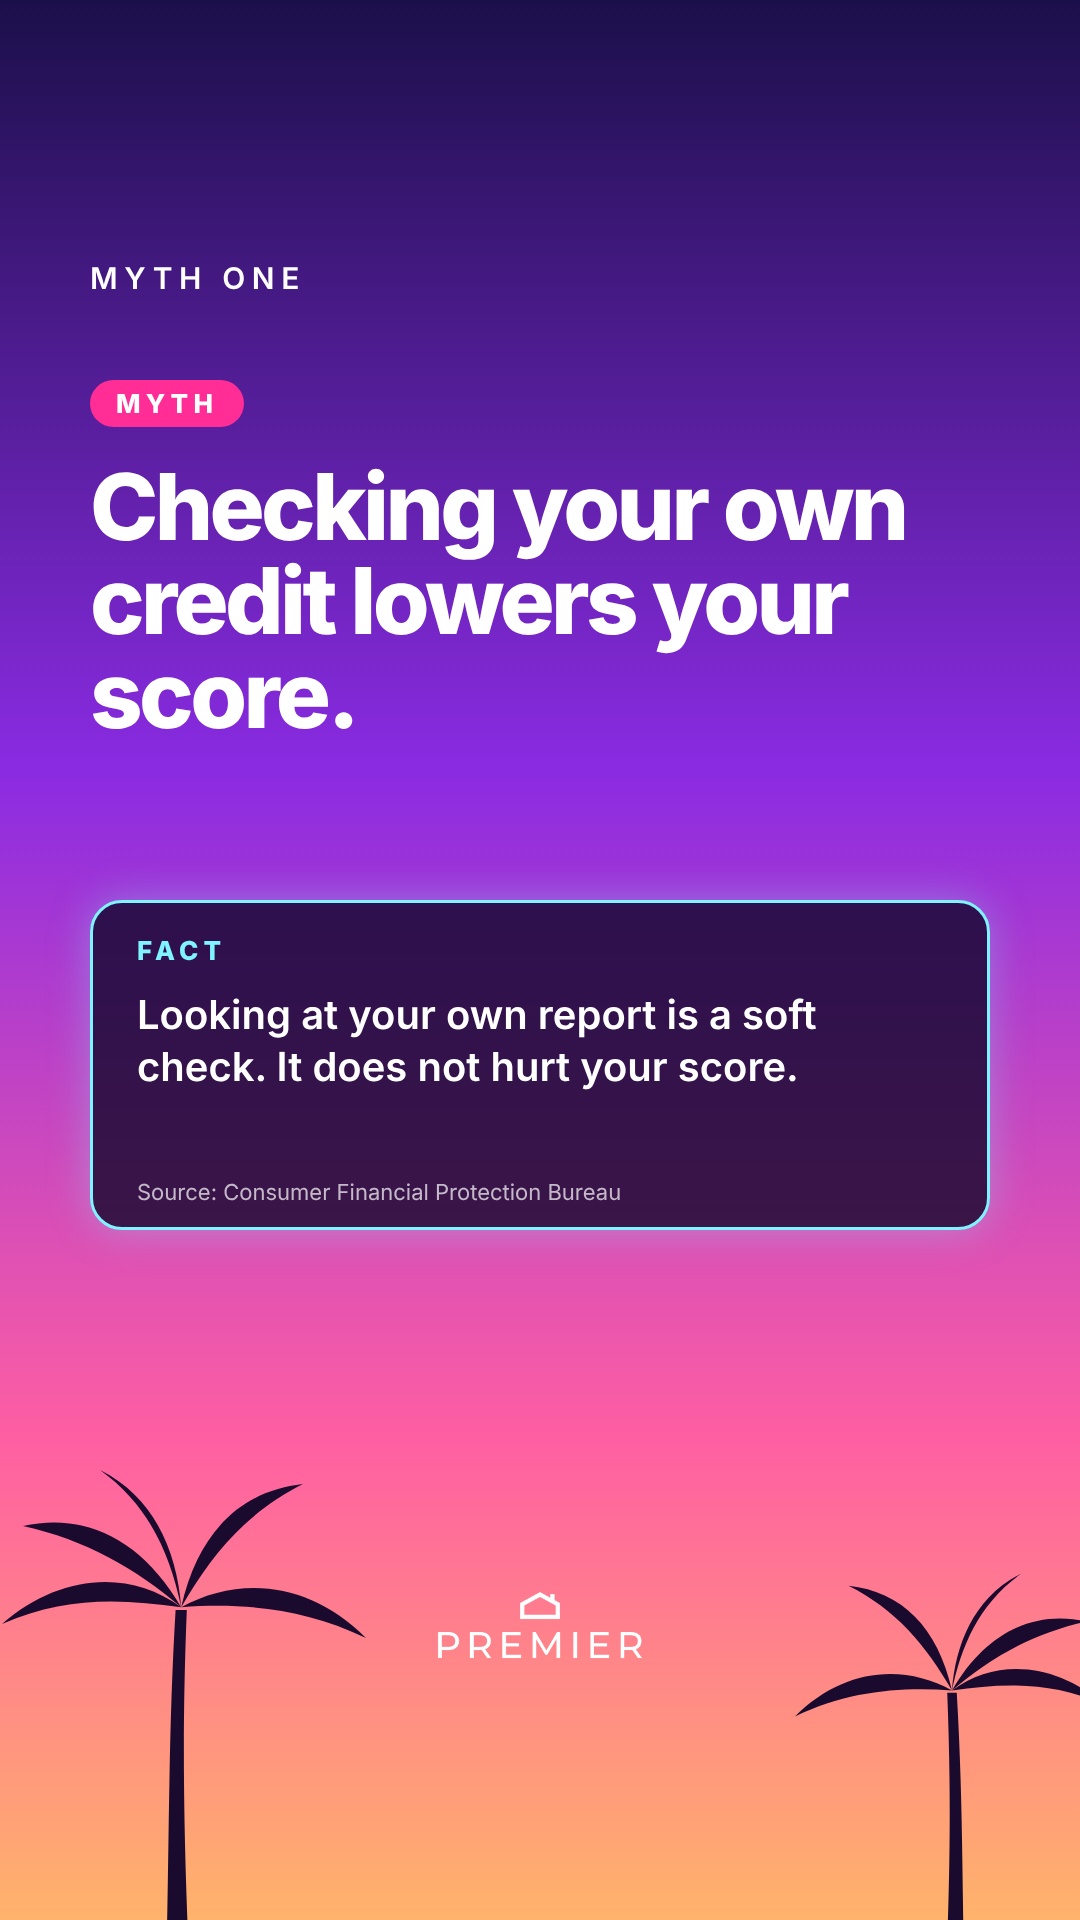 MYTH ONE
MYTH
Checking your own
credit lowers your
score.
FACT
Looking at your own report is a soft
check. It does not hurt your score.
Source: Consumer Financial Protection Bureau
PREMIER